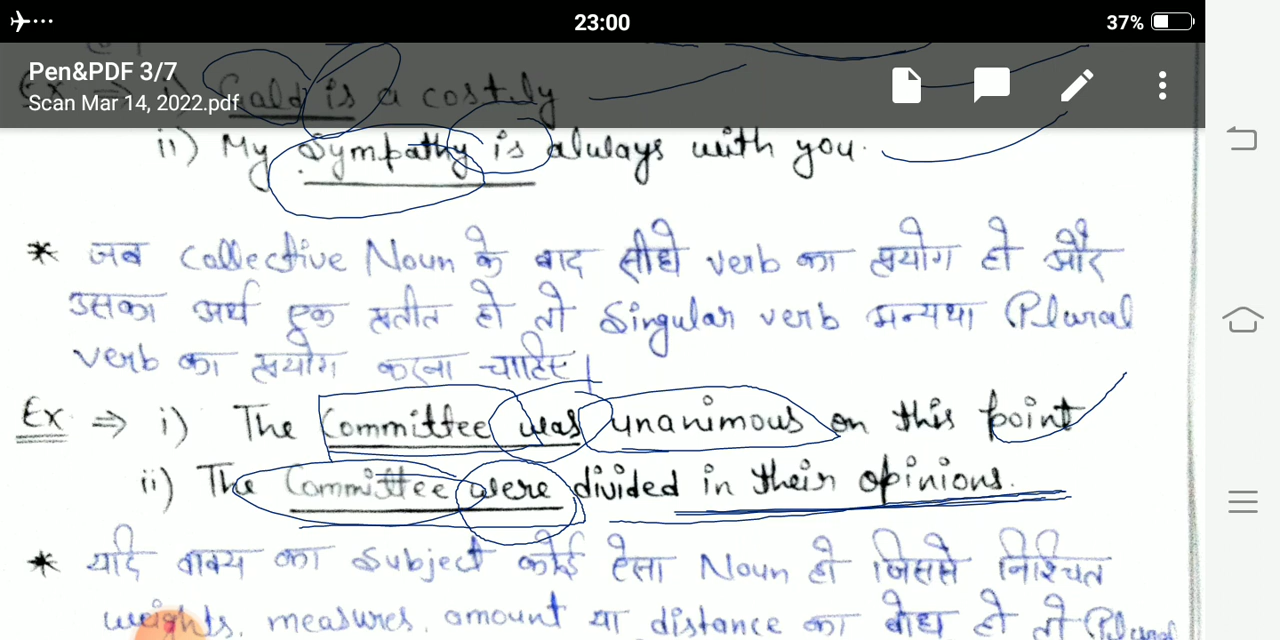 23:00
37%
Pen&PDF 3/7
Scan Mar 14, 2022.pdf
Ex ⇒ i) Gald is a costly
ii) My Sympathy is always with you.
* जब Collective Noun के बाद सीधे verb का प्रयोग हो और
उसका अर्थ एक प्रतीत हो तो Singular verb अन्यथा Plural
verb का प्रयोग करना चाहिए।
Ex ⇒ i) The Committee was unanimous on this point
ii) The Committee were divided in their opinions.
* यदि वाक्य का Subject कोई ऐसा Noun हो जिससे निश्चित
weights, measures, amount या distance का बोध हो तो Plural